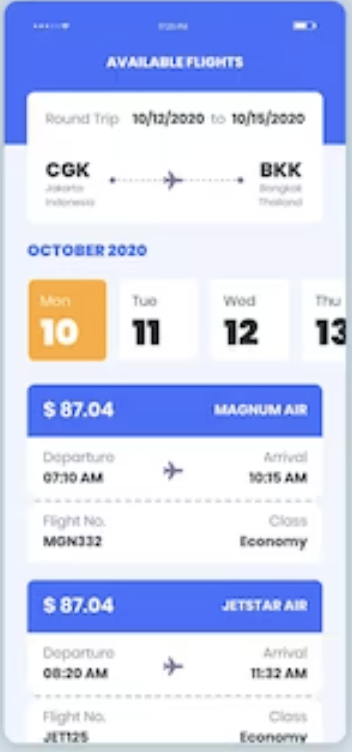 AVAILABLE FLIGHTS
Round Trip 10/12/2020 to 10/15/2020
CGK BKK
Jakarta Bangkok
Indonesia Thailand
OCTOBER 2020
Mon Tue Wed Thu
10 11 12 13
$ 87.04 MAGNUM AIR
Departure Arrival
07:10 AM 10:15 AM
Flight No. Class
MGN332 Economy
$ 87.04 JETSTAR AIR
Departure Arrival
08:20 AM 11:32 AM
Flight No. Class
JET125 Economy